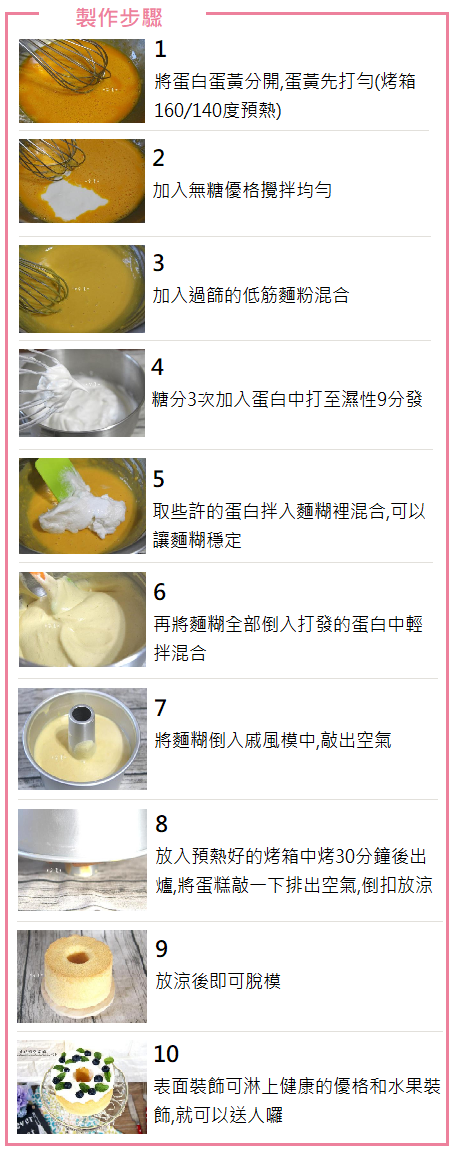 製作步驟
1
將蛋白蛋黃分開,蛋黃先打勻(烤箱
160/140度預熱)
2
加入無糖優格攪拌均勻
3
加入過篩的低筋麵粉混合
4
糖分3次加入蛋白中打至濕性9分發
5
取些許的蛋白拌入麵糊裡混合,可以
讓麵糊穩定
6
再將麵糊全部倒入打發的蛋白中輕
拌混合
7
將麵糊倒入戚風模中,敲出空氣
8
放入預熱好的烤箱中烤30分鐘後出
爐,將蛋糕敲一下排出空氣,倒扣放涼
9
放涼後即可脫模
10
表面裝飾可淋上健康的優格和水果裝
飾,就可以送人囉